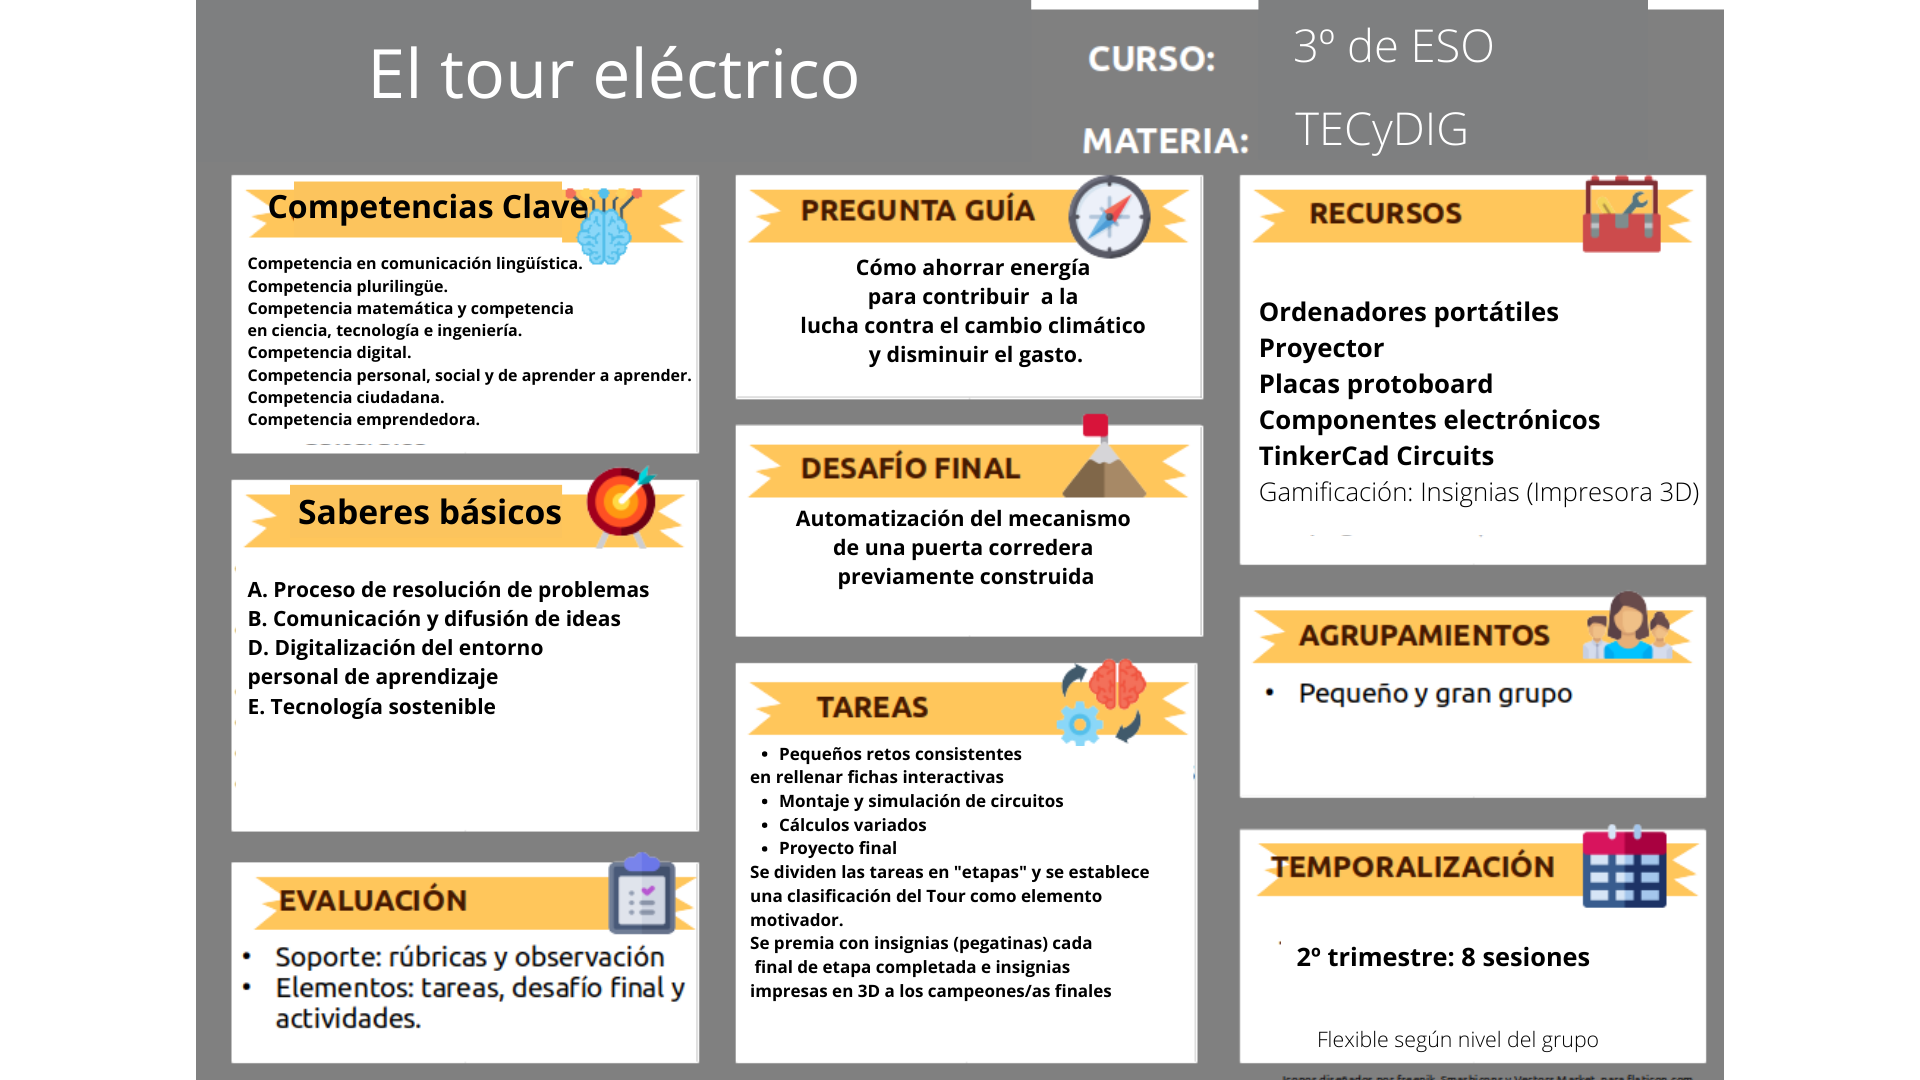 El tour eléctrico
CURSO:
3º de ESO
MATERIA:
TECyDIG
Competencias Clave
Competencia en comunicación lingüística.
Competencia plurilingüe.
Competencia matemática y competencia
en ciencia, tecnología e ingeniería.
Competencia digital.
Competencia personal, social y de aprender a aprender.
Competencia ciudadana.
Competencia emprendedora.
Saberes básicos
A. Proceso de resolución de problemas
B. Comunicación y difusión de ideas
D. Digitalización del entorno
personal de aprendizaje
E. Tecnología sostenible
EVALUACIÓN
• Soporte: rúbricas y observación
• Elementos: tareas, desafío final y
actividades.
PREGUNTA GUÍA
Cómo ahorrar energía
para contribuir a la
lucha contra el cambio climático
y disminuir el gasto.
DESAFÍO FINAL
Automatización del mecanismo
de una puerta corredera
previamente construida
TAREAS
• Pequeños retos consistentes
en rellenar fichas interactivas
• Montaje y simulación de circuitos
• Cálculos variados
• Proyecto final
Se dividen las tareas en "etapas" y se establece
una clasificación del Tour como elemento
motivador.
Se premia con insignias (pegatinas) cada
final de etapa completada e insignias
impresas en 3D a los campeones/as finales
RECURSOS
Ordenadores portátiles
Proyector
Placas protoboard
Componentes electrónicos
TinkerCad Circuits
Gamificación: Insignias (Impresora 3D)
AGRUPAMIENTOS
• Pequeño y gran grupo
TEMPORALIZACIÓN
2º trimestre: 8 sesiones
Flexible según nivel del grupo